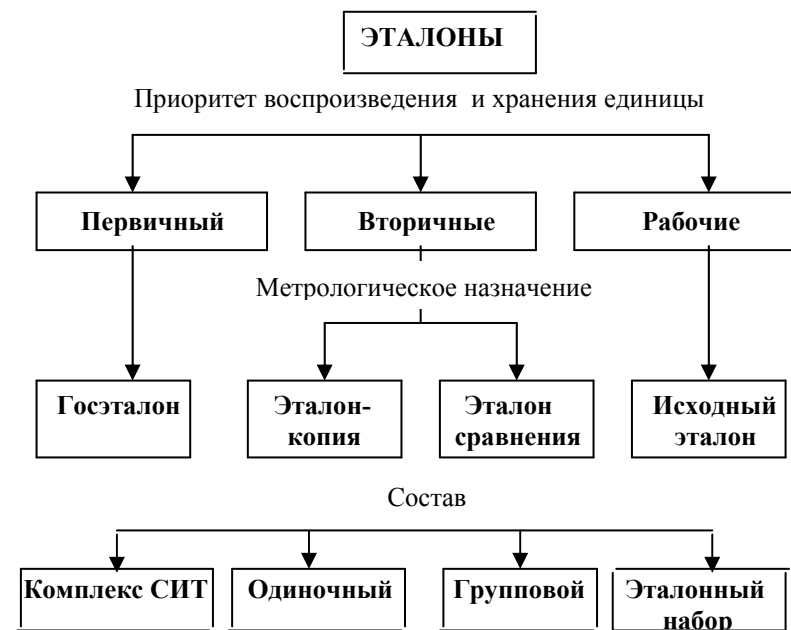 ЭТАЛОНЫ
Приоритет воспроизведения и хранения единицы
Первичный Вторичные Рабочие
Метрологическое назначение
Госэталон Эталон- Эталон Исходный
копия сравнения эталон
Состав
Комплекс СИТ Одиночный Групповой Эталонный
набор